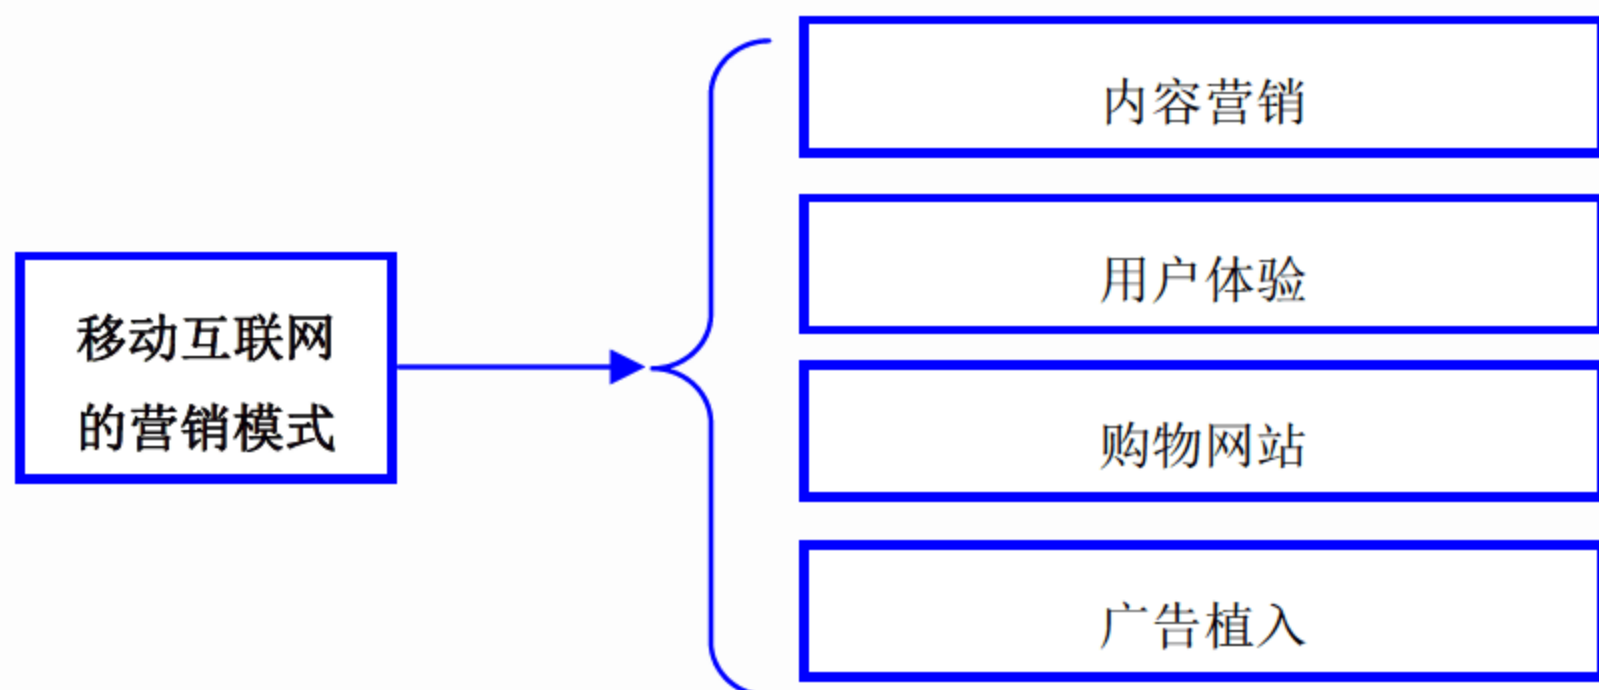 移动互联网
的营销模式
内容营销
用户体验
购物网站
广告植入